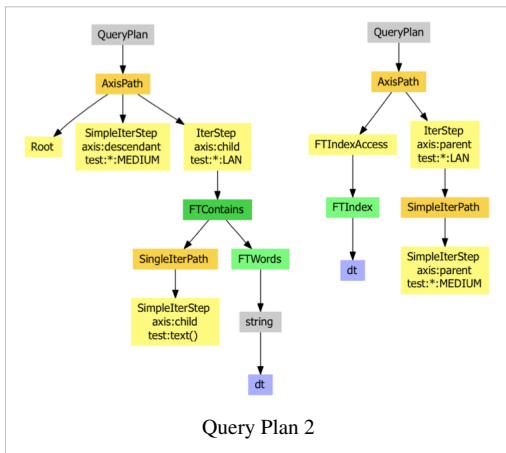 QueryPlan
AxisPath
Root
SimpleIterStep
axis:descendant
test:*:MEDIUM
IterStep
axis:child
test:*:LAN
FTContains
SingleIterPath
FTWords
SimpleIterStep
axis:child
test:text()
string
dt
QueryPlan
AxisPath
FTIndexAccess
IterStep
axis:parent
test:*:LAN
FTIndex
SimpleIterPath
dt
SimpleIterStep
axis:parent
test:*:MEDIUM
Query Plan 2